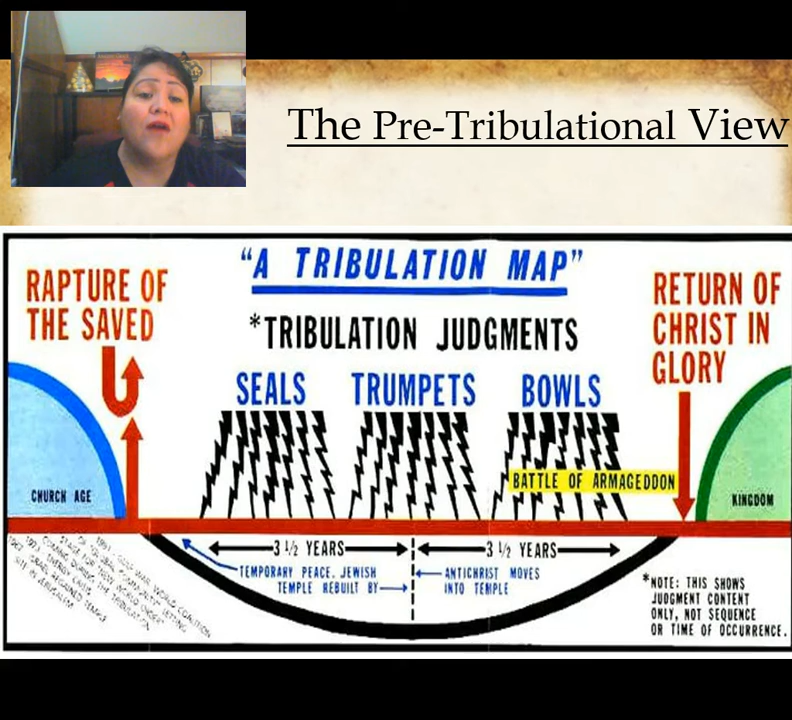 The Pre-Tribulational View
"A TRIBULATION MAP"
RAPTURE OF
THE SAVED
*TRIBULATION JUDGMENTS
RETURN OF
CHRIST IN
GLORY
SEALS
TRUMPETS
BOWLS
BATTLE OF ARMAGEDDON
CHURCH AGE
KINGDOM
3 1/2 YEARS
3 1/2 YEARS
TEMPORARY PEACE. JEWISH
TEMPLE REBUILT BY
ANTICHRIST MOVES
INTO TEMPLE
*NOTE: THIS SHOWS
JUDGMENT CONTENT
ONLY, NOT SEQUENCE
OR TIME OF OCCURRENCE.